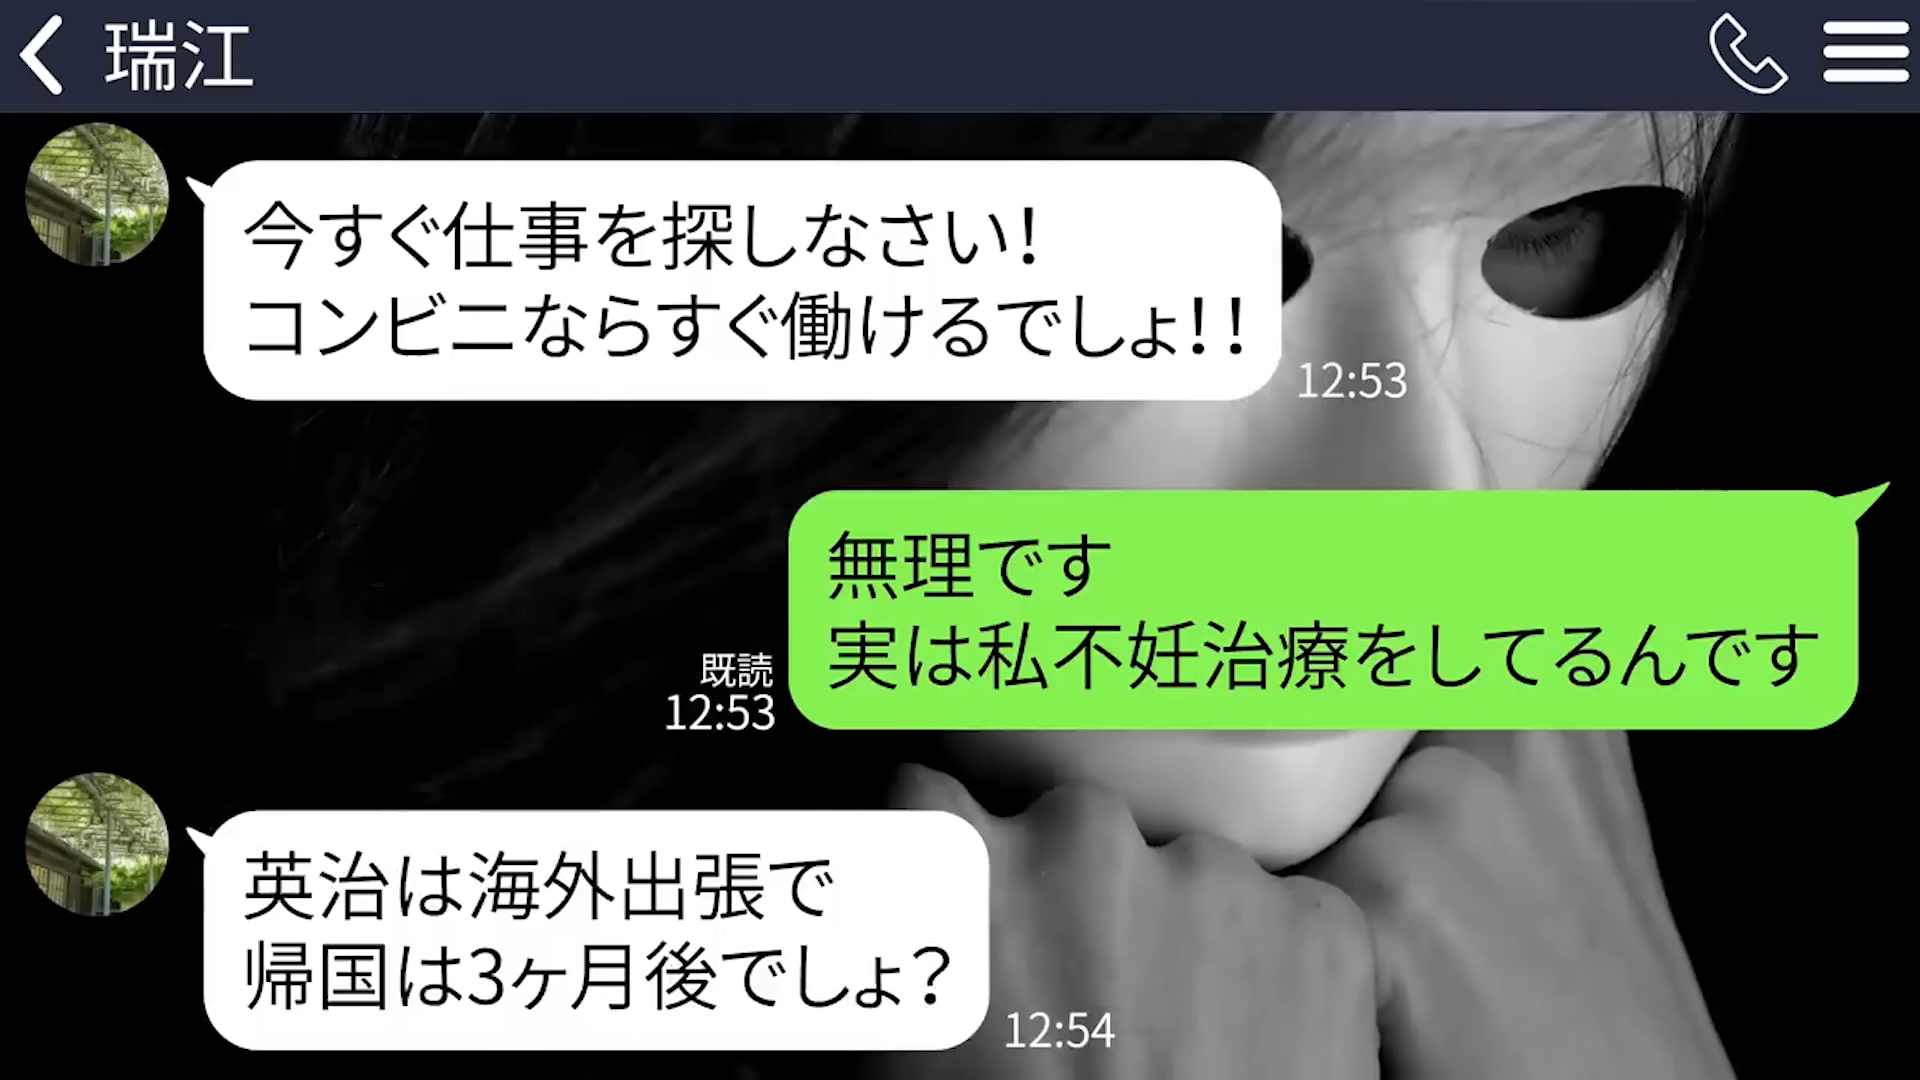 瑞江
今すぐ仕事を探しなさい！
コンビニならすぐ働けるでしょ！！
12:53
無理です
実は私不妊治療をしてるんです
既読
12:53
英治は海外出張で
帰国は3ヶ月後でしょ？
12:54